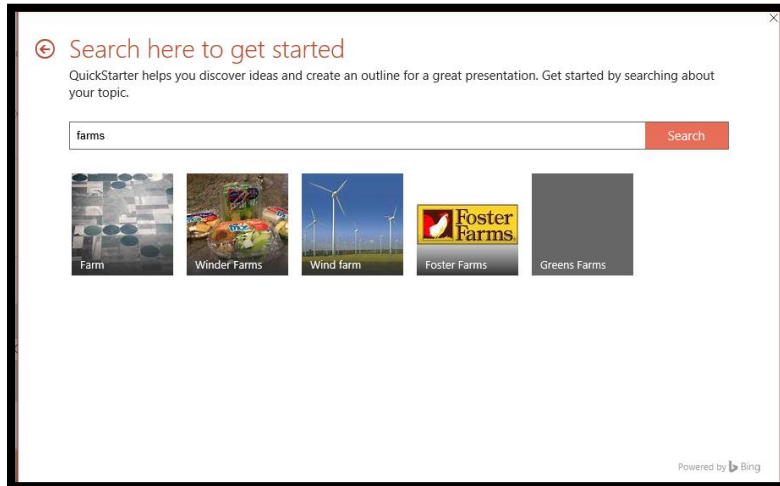 Search here to get started
QuickStarter helps you discover ideas and create an outline for a great presentation. Get started by searching about
your topic.
farms
Search
Foster
Farms.
Farm
Winder Farms
Wind farm
Foster Farms
Greens Farms
Powered by Bing